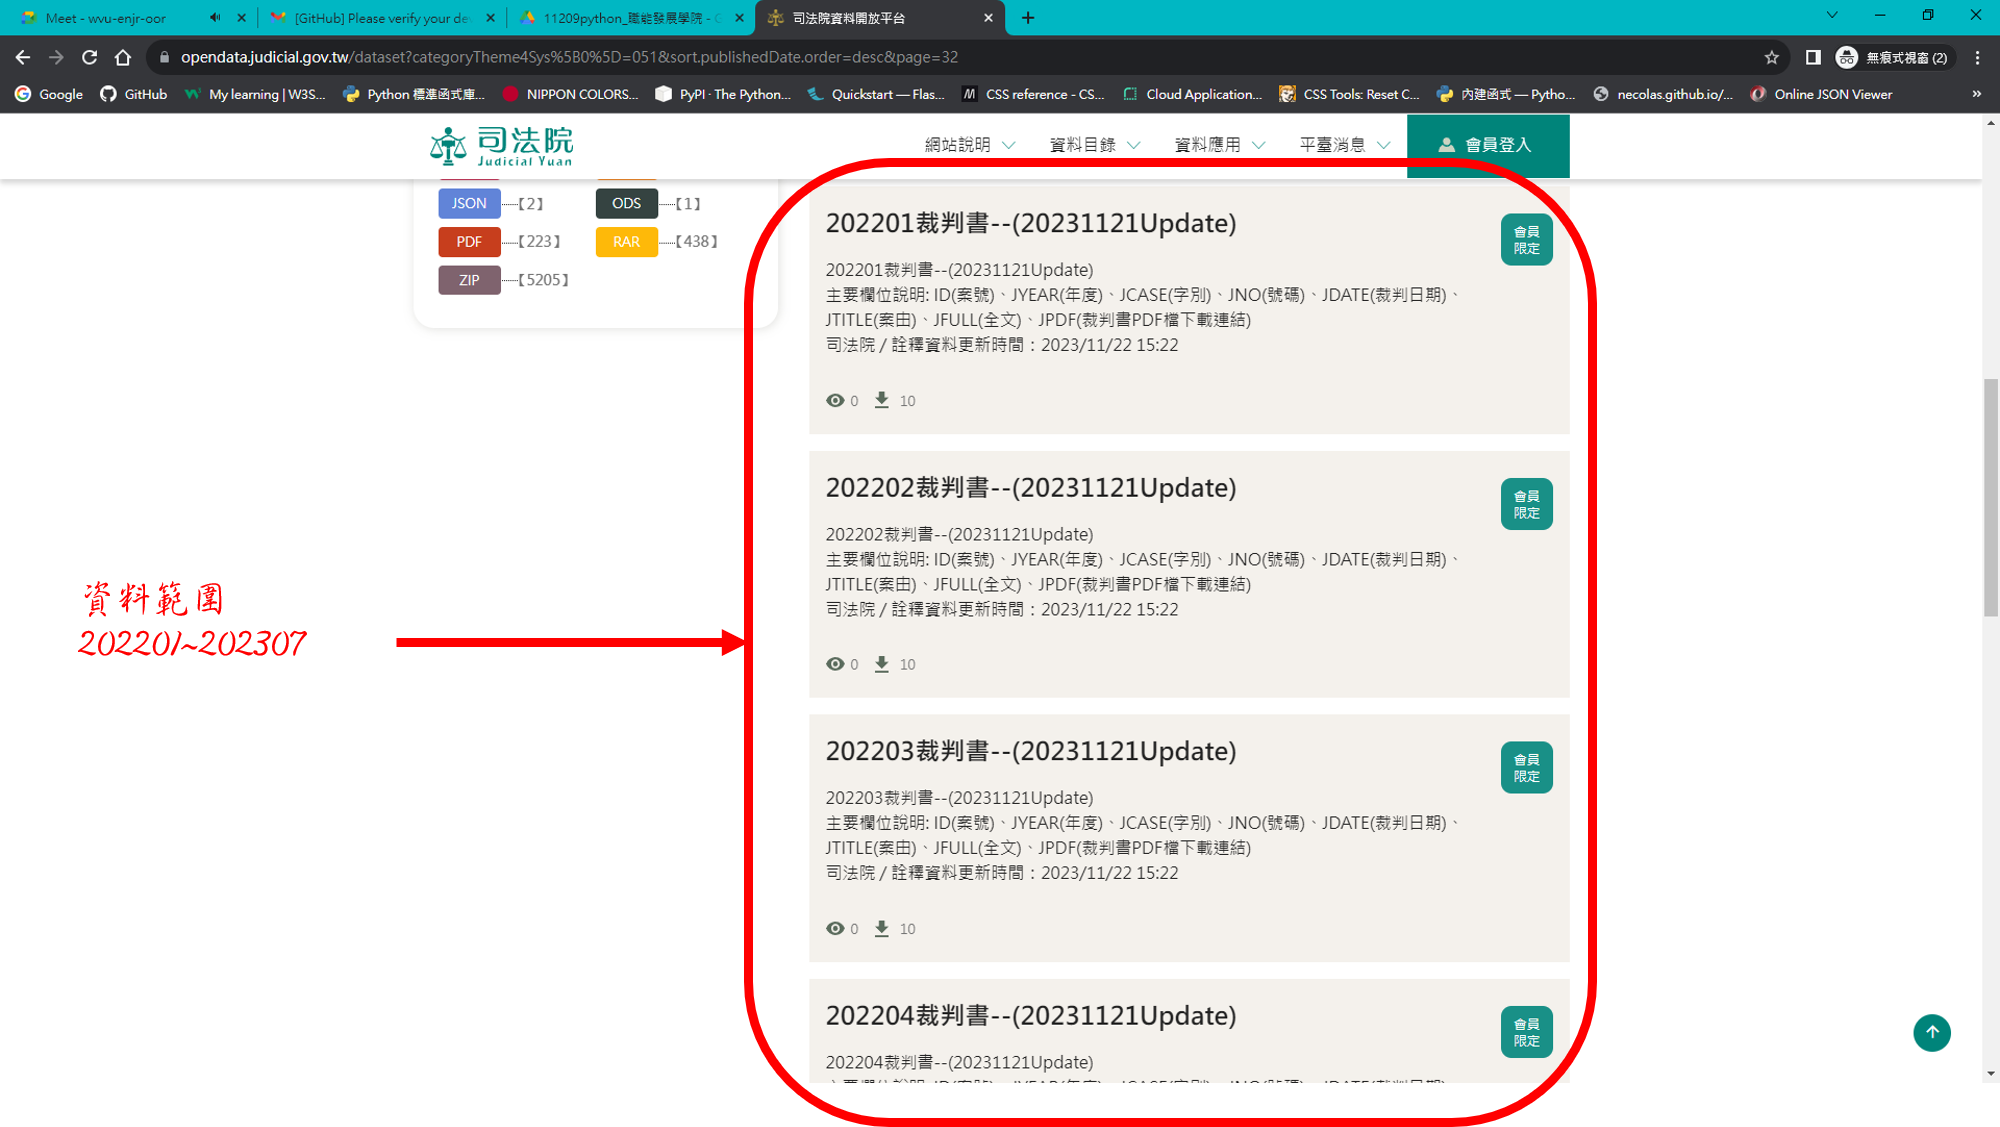 Meet - wvu-enjr-oor
[GitHub] Please verify your de
11209python_職能發展學院 - G
司法院資料開放平台
opendata.judicial.gov.tw/dataset?categoryTheme4Sys%5B0%5D=051&sort.publishedDate.order=desc&page=32
無痕式視窗 (2)
Google
GitHub
My learning | W3S...
Python 標準函式庫...
NIPPON COLORS...
PyPI · The Python...
Quickstart — Flas...
CSS reference - CS...
Cloud Application...
CSS Tools: Reset C...
內建函式 — Pytho...
necolas.github.io/...
Online JSON Viewer
»
司法院
Judicial Yuan
網站說明
資料目錄
資料應用
平臺消息
會員登入
JSON 【2】
ODS 【1】
PDF 【223】
RAR 【438】
ZIP 【5205】
資料範圍
202201~202307
202201裁判書--(20231121Update)
會員
限定
202201裁判書--(20231121Update)
主要欄位說明: ID(案號)、JYEAR(年度)、JCASE(字別)、JNO(號碼)、JDATE(裁判日期)、
JTITLE(案由)、JFULL(全文)、JPDF(裁判書PDF檔下載連結)
司法院 / 詮釋資料更新時間：2023/11/22 15:22
0 10
202202裁判書--(20231121Update)
會員
限定
202202裁判書--(20231121Update)
主要欄位說明: ID(案號)、JYEAR(年度)、JCASE(字別)、JNO(號碼)、JDATE(裁判日期)、
JTITLE(案由)、JFULL(全文)、JPDF(裁判書PDF檔下載連結)
司法院 / 詮釋資料更新時間：2023/11/22 15:22
0 10
202203裁判書--(20231121Update)
會員
限定
202203裁判書--(20231121Update)
主要欄位說明: ID(案號)、JYEAR(年度)、JCASE(字別)、JNO(號碼)、JDATE(裁判日期)、
JTITLE(案由)、JFULL(全文)、JPDF(裁判書PDF檔下載連結)
司法院 / 詮釋資料更新時間：2023/11/22 15:22
0 10
202204裁判書--(20231121Update)
會員
限定
202204裁判書--(20231121Update)